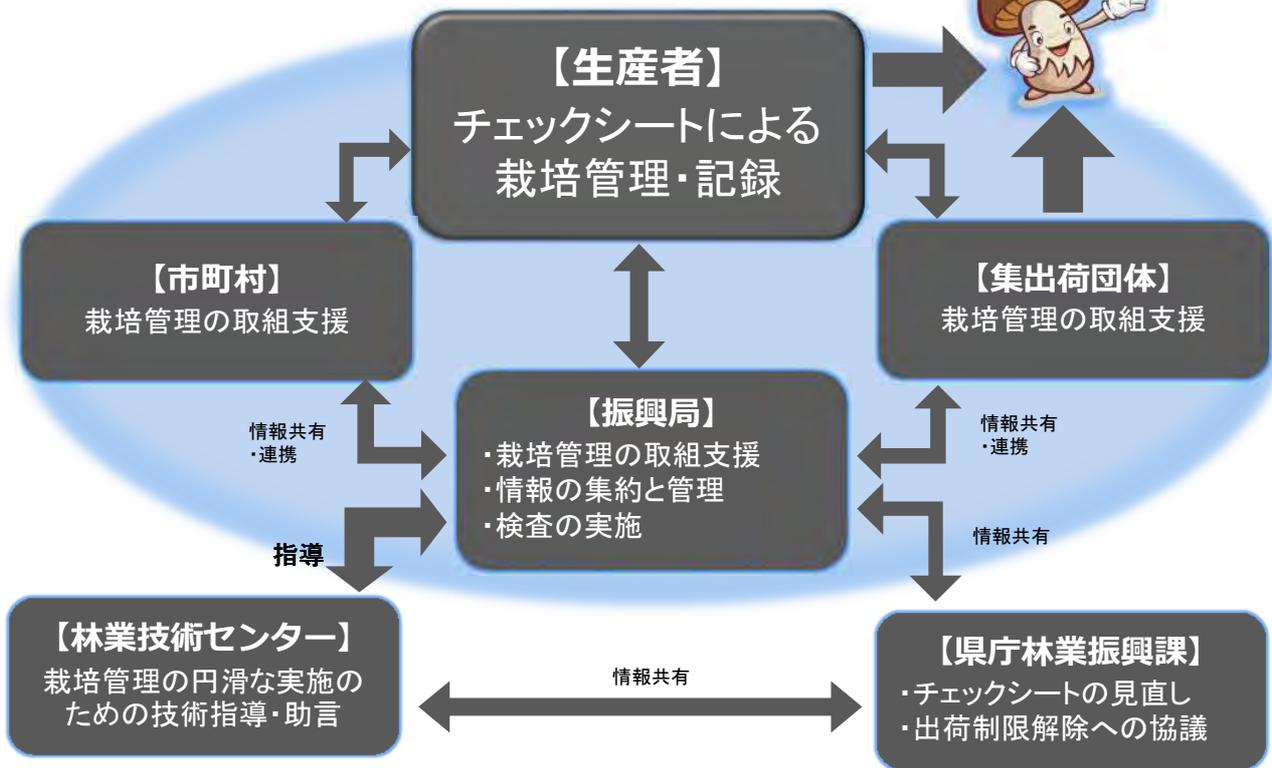 【生産者】
チェックシートによる
栽培管理・記録
【市町村】
栽培管理の取組支援
【集出荷団体】
栽培管理の取組支援
情報共有
・連携
【振興局】
・栽培管理の取組支援
・情報の集約と管理
・検査の実施
情報共有
・連携
指導
情報共有
【林業技術センター】
栽培管理の円滑な実施の
ための技術指導・助言
情報共有
【県庁林業振興課】
・チェックシートの見直し
・出荷制限解除への協議